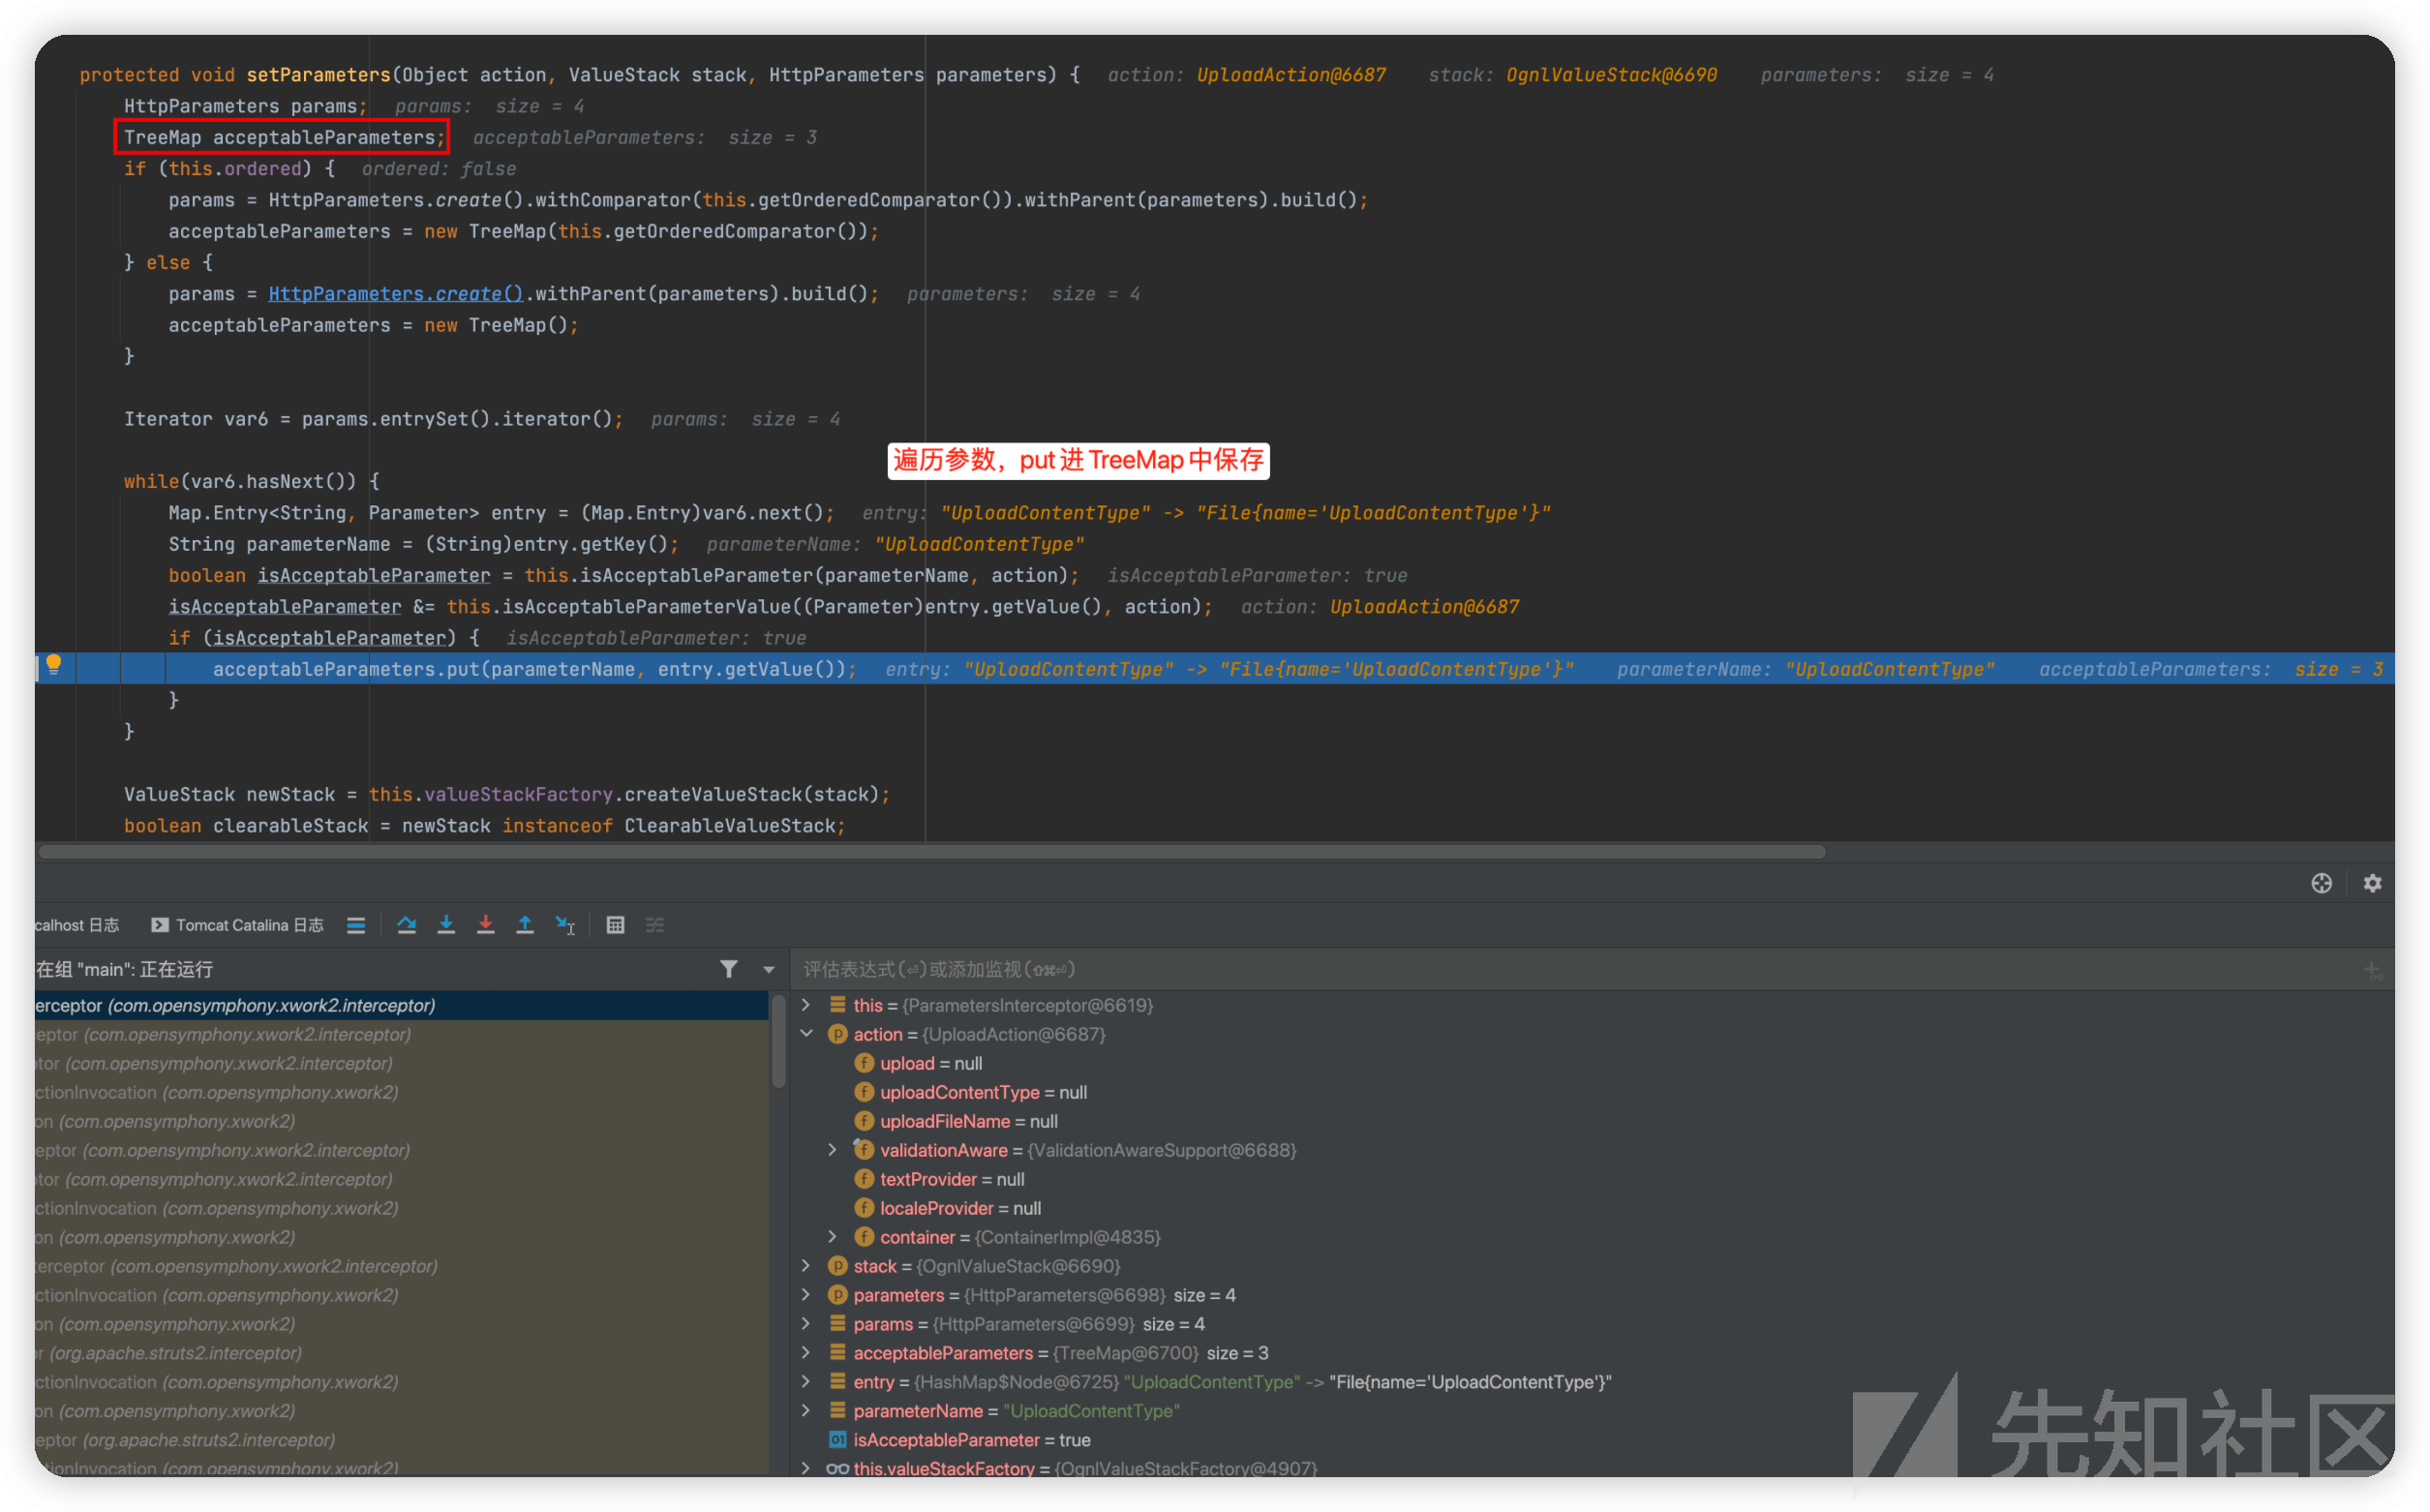 protected void setParameters(Object action, ValueStack stack, HttpParameters parameters) {   action: UploadAction@6687    stack: OgnlValueStack@6690    parameters:  size = 4
HttpParameters params;   params:  size = 4
TreeMap acceptableParameters;   acceptableParameters:  size = 3
if (this.ordered) {   ordered: false
params = HttpParameters.create().withComparator(this.getOrderedComparator()).withParent(parameters).build();
acceptableParameters = new TreeMap(this.getOrderedComparator());
} else {
params = HttpParameters.create().withParent(parameters).build();   parameters:  size = 4
acceptableParameters = new TreeMap();
}
Iterator var6 = params.entrySet().iterator();   params:  size = 4
遍历参数，put进TreeMap中保存
while(var6.hasNext()) {
Map.Entry<String, Parameter> entry = (Map.Entry)var6.next();   entry: "UploadContentType" -> "File{name='UploadContentType'}"
String parameterName = (String)entry.getKey();   parameterName: "UploadContentType"
boolean isAcceptableParameter = this.isAcceptableParameter(parameterName, action);   isAcceptableParameter: true
isAcceptableParameter &= this.isAcceptableParameterValue((Parameter)entry.getValue(), action);   action: UploadAction@6687
if (isAcceptableParameter) {   isAcceptableParameter: true
acceptableParameters.put(parameterName, entry.getValue());   entry: "UploadContentType" -> "File{name='UploadContentType'}"    parameterName: "UploadContentType"    acceptableParameters:  size = 3
}
}
ValueStack newStack = this.valueStackFactory.createValueStack(stack);
boolean clearableStack = newStack instanceof ClearableValueStack;
calhost 日志   Tomcat Catalina 日志
在组 "main": 正在运行
评估表达式(⏎)或添加监视(⇧⌘⏎)
erceptor (com.opensymphony.xwork2.interceptor)
eptor (com.opensymphony.xwork2.interceptor)
tor (com.opensymphony.xwork2.interceptor)
ctionInvocation (com.opensymphony.xwork2)
on (com.opensymphony.xwork2)
eptor (com.opensymphony.xwork2.interceptor)
tor (com.opensymphony.xwork2.interceptor)
ctionInvocation (com.opensymphony.xwork2)
on (com.opensymphony.xwork2)
terceptor (com.opensymphony.xwork2.interceptor)
ctionInvocation (com.opensymphony.xwork2)
on (com.opensymphony.xwork2)
or (org.apache.struts2.interceptor)
ctionInvocation (com.opensymphony.xwork2)
on (com.opensymphony.xwork2)
eptor (org.apache.struts2.interceptor)
tionInvocation (com.opensymphony.xwork2)
this = {ParametersInterceptor@6619}
action = {UploadAction@6687}
upload = null
uploadContentType = null
uploadFileName = null
validationAware = {ValidationAwareSupport@6688}
textProvider = null
localeProvider = null
container = {ContainerImpl@4835}
stack = {OgnlValueStack@6690}
parameters = {HttpParameters@6698} size = 4
params = {HttpParameters@6699} size = 4
acceptableParameters = {TreeMap@6700} size = 3
entry = {HashMap$Node@6725} "UploadContentType" -> "File{name='UploadContentType'}"
parameterName = "UploadContentType"
isAcceptableParameter = true
this.valueStackFactory = {OgnlValueStackFactory@4907}
先知社区